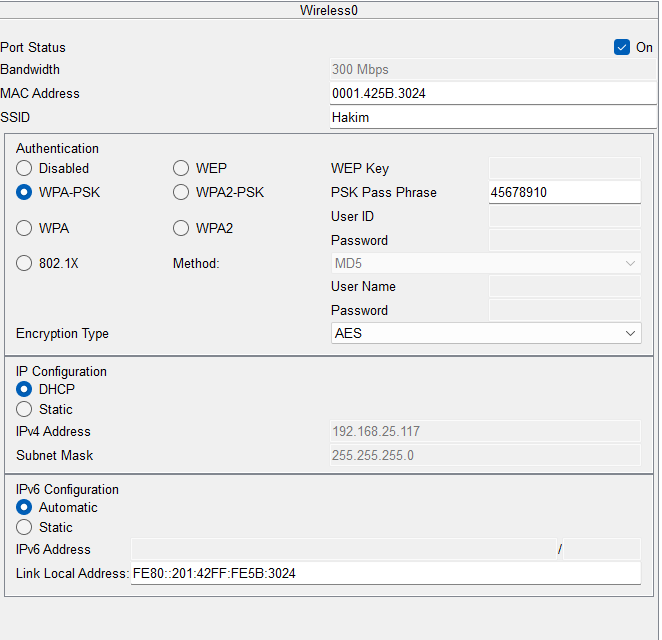 Wireless0
Port Status On
Bandwidth 300 Mbps
MAC Address 0001.425B.3024
SSID Hakim
Authentication
Disabled WEP WEP Key
WPA-PSK WPA2-PSK PSK Pass Phrase 45678910
User ID
WPA WPA2
Password
802.1X Method: MD5
User Name
Password
Encryption Type AES
IP Configuration
DHCP
Static
IPv4 Address 192.168.25.117
Subnet Mask 255.255.255.0
IPv6 Configuration
Automatic
Static
IPv6 Address /
Link Local Address: FE80::201:42FF:FE5B:3024